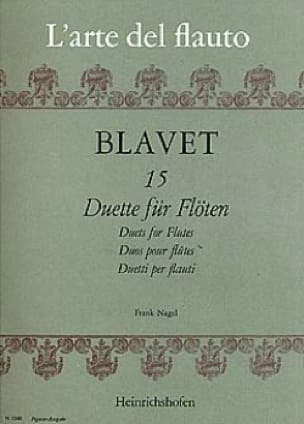 L'arte del flauto
BLAVET
15
Duette für Flöten
Duets for Flutes
Duos pour flûtes
Duetti per flauti
Frank Nagel
Heinrichshofen